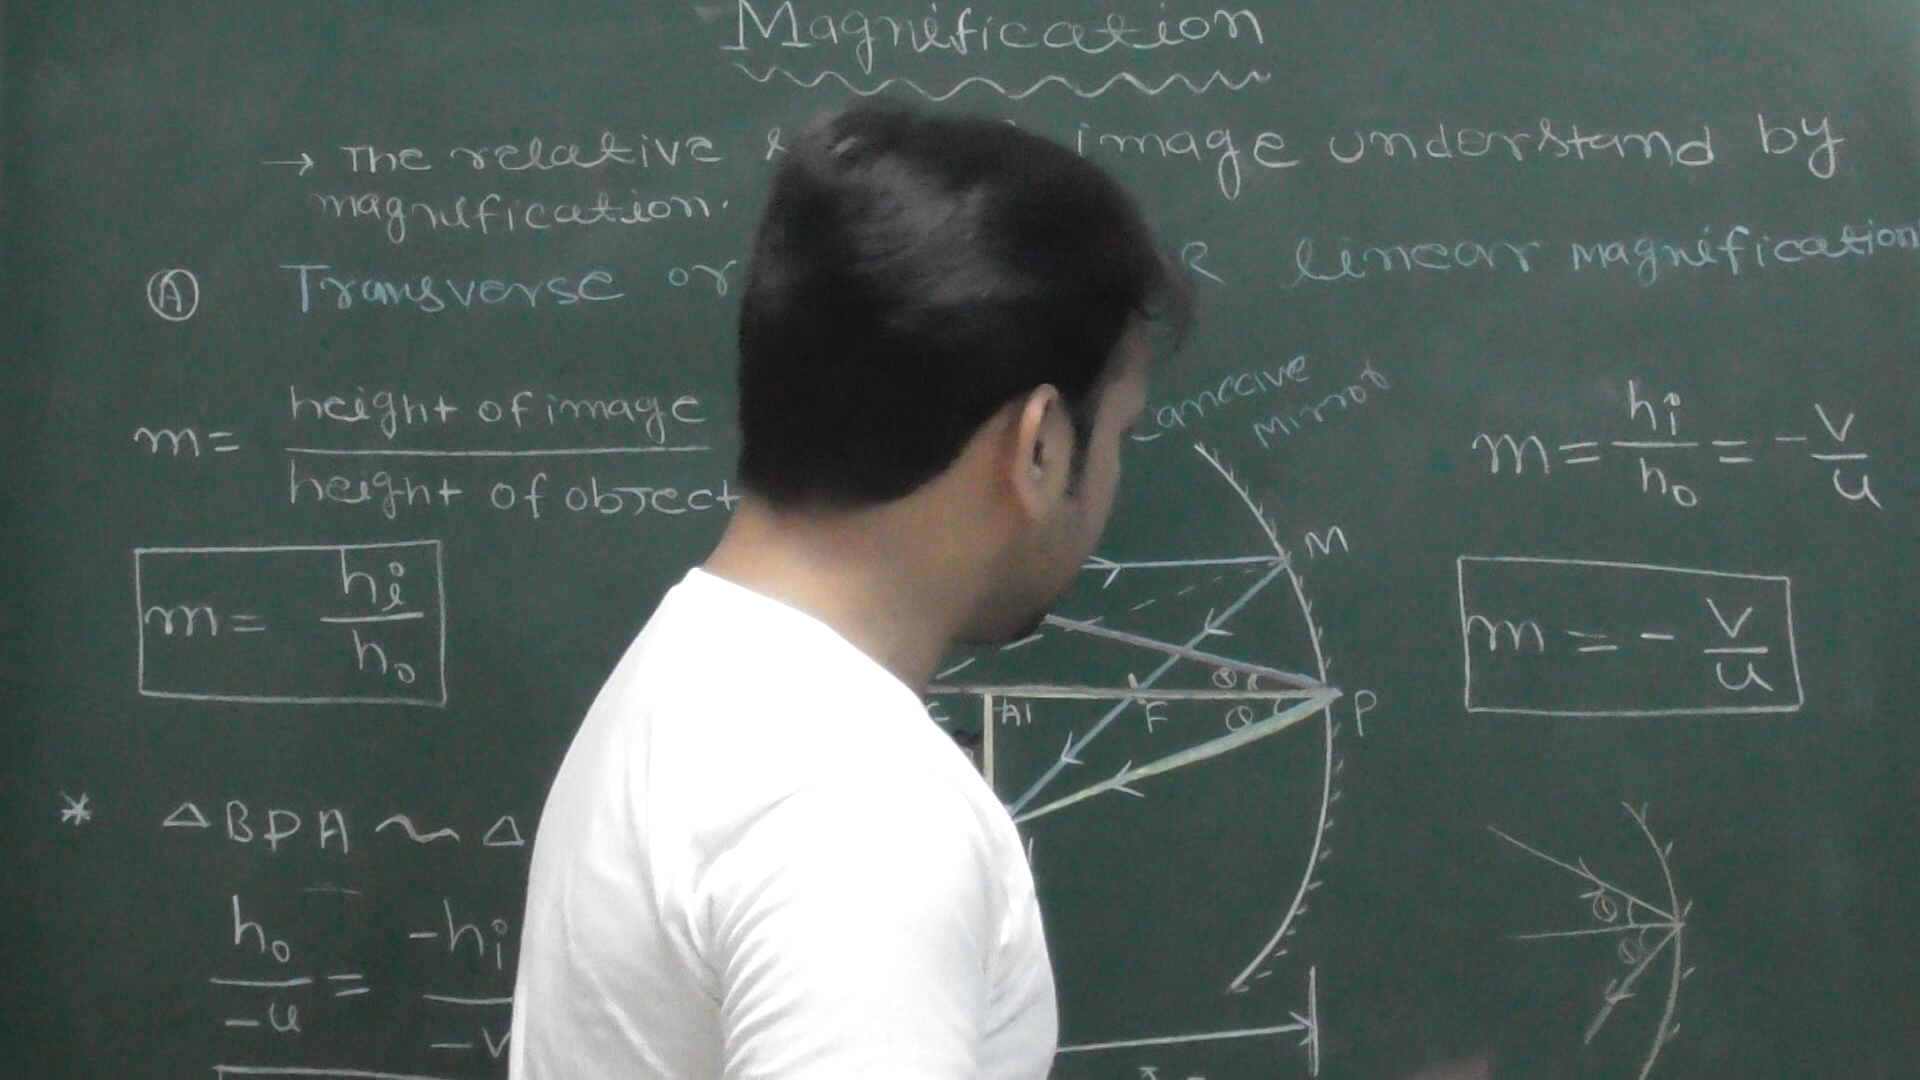 Magnification
→ The relative image understand by
magnification.
Ⓐ Transverse or linear magnification
m = height of image / height of object
concave
mirror
m = hi / ho = - v / u
m = hi / ho
m = - v / u
M
θ
A1 F θ P
* △BPA ~ △
ho / -u = -hi / -v
θ
θ